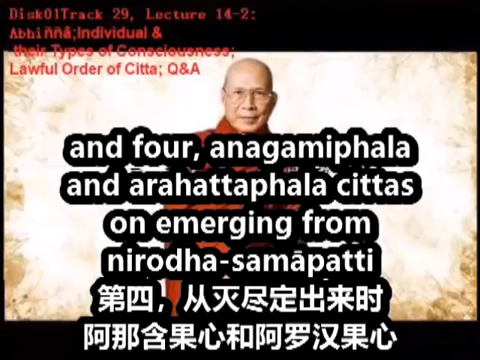 Disk01Track 29, Lecture 14-2:
Abhiññâ;Individual &
their Types of Consciousness;
Lawful Order of Citta; Q&A
and four, anagamiphala
and arahattaphala cittas
on emerging from
nirodha-samāpatti
第四，从灭尽定出来时
阿那含果心和阿罗汉果心